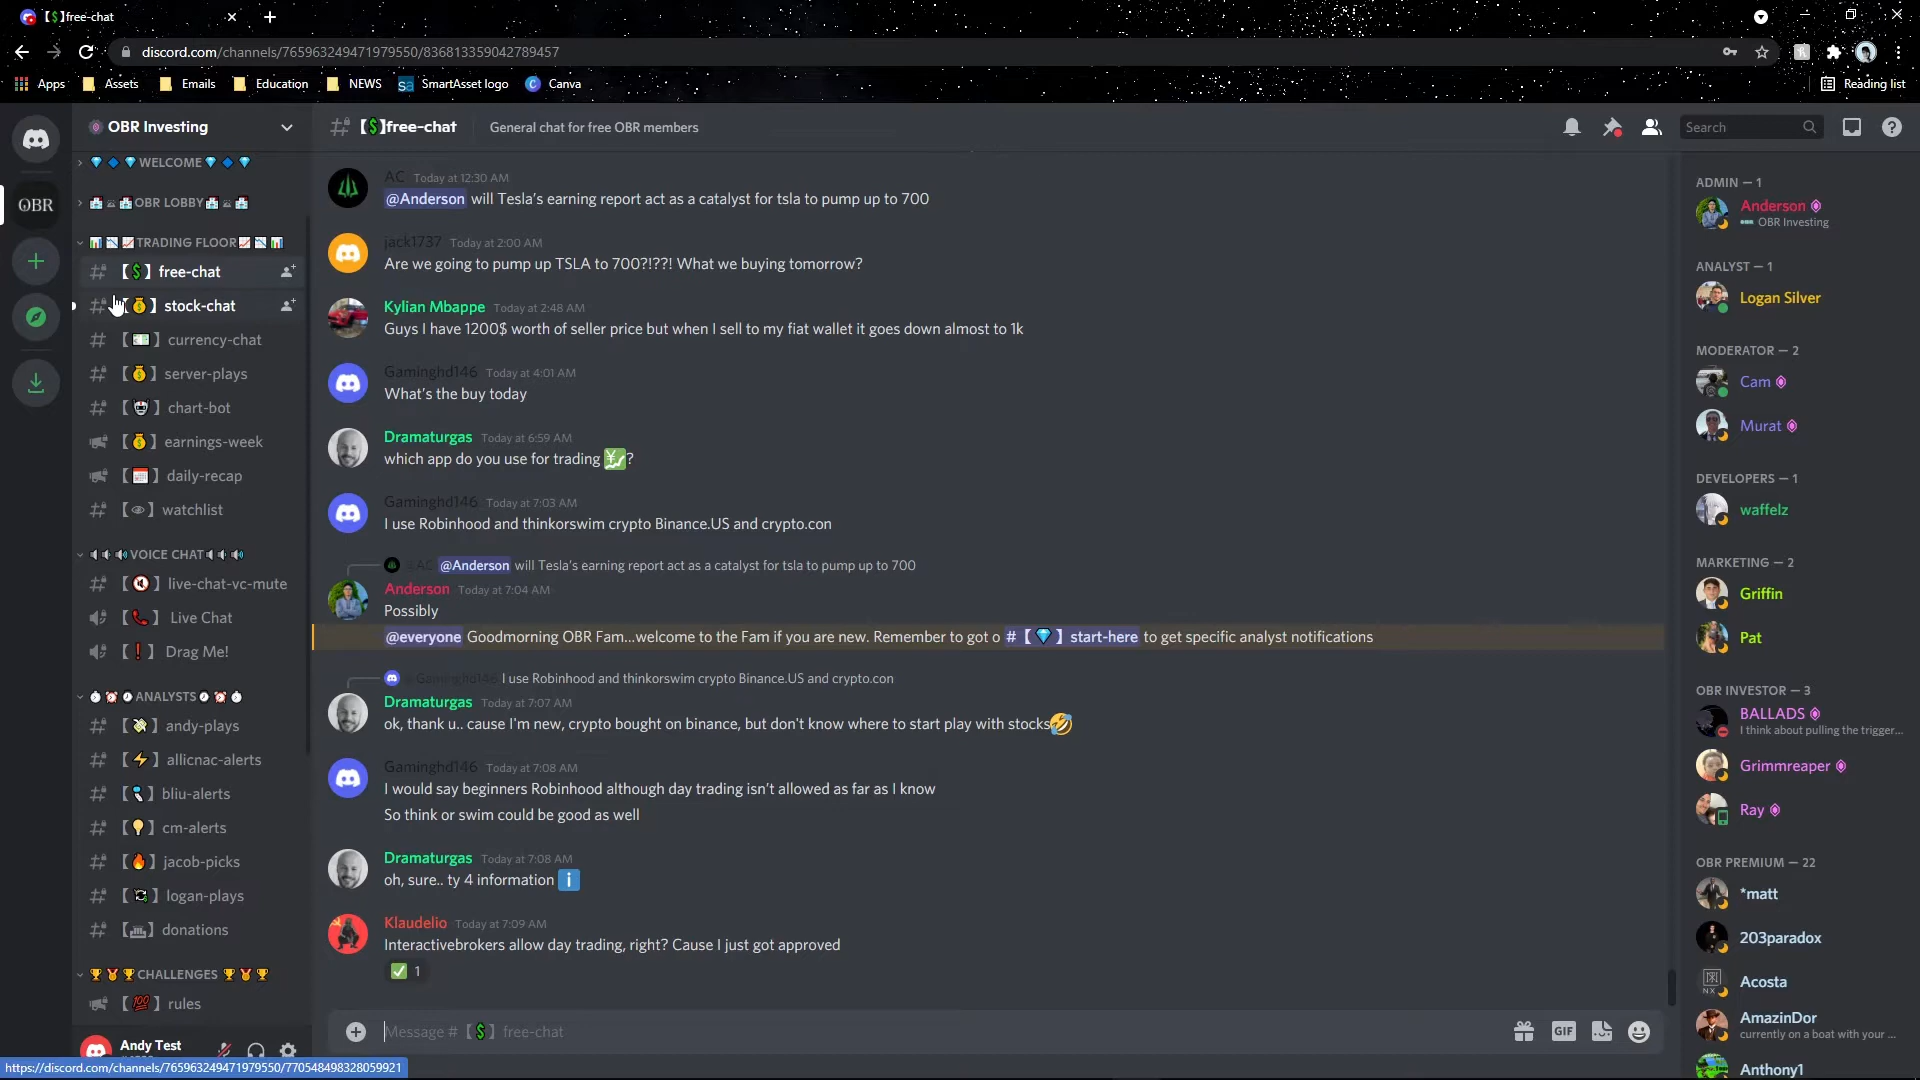 【$】free-chat
discord.com/channels/765963249471979550/836813359042789457
Apps
Assets
Emails
Education
NEWS
sa
SmartAsset logo
C
Canva
Reading list
OBR
OBR Investing
WELCOME
OBR LOBBY
TRADING FLOOR
【$】 free-chat
【💰】 stock-chat
【💵】 currency-chat
【💰】 server-plays
【🤖】 chart-bot
【💰】 earnings-week
【📅】 daily-recap
【👁】 watchlist
VOICE CHAT
【🔇】 live-chat-vc-mute
【📞】 Live Chat
【❗】 Drag Me!
ANALYSTS
【💸】 andy-plays
【⚡】 allicnac-alerts
【】 bliu-alerts
【💡】 cm-alerts
【🔥】 jacob-picks
【】 logan-plays
【】 donations
CHALLENGES
【💯】 rules
Andy Test
https://discord.com/channels/765963249471979550/770548498328059921
【$】free-chat
General chat for free OBR members
Search
AC Today at 12:30 AM
@Anderson will Tesla's earning report act as a catalyst for tsla to pump up to 700
jack1737 Today at 2:00 AM
Are we going to pump up TSLA to 700?!??! What we buying tomorrow?
Kylian Mbappe Today at 2:48 AM
Guys I have 1200$ worth of seller price but when I sell to my fiat wallet it goes down almost to 1k
Gaminghd146 Today at 4:01 AM
What's the buy today
Dramaturgas Today at 6:59 AM
which app do you use for trading 💹?
Gaminghd146 Today at 7:03 AM
I use Robinhood and thinkorswim crypto Binance.US and crypto.con
AC @Anderson will Tesla's earning report act as a catalyst for tsla to pump up to 700
Anderson Today at 7:04 AM
Possibly
@everyone Goodmorning OBR Fam...welcome to the Fam if you are new. Remember to got o #【💎】 start-here to get specific analyst notifications
Gaminghd146 I use Robinhood and thinkorswim crypto Binance.US and crypto.con
Dramaturgas Today at 7:07 AM
ok, thank u.. cause I'm new, crypto bought on binance, but don't know where to start play with stocks🤣
Gaminghd146 Today at 7:08 AM
I would say beginners Robinhood although day trading isn't allowed as far as I know
So think or swim could be good as well
Dramaturgas Today at 7:08 AM
oh, sure.. ty 4 information ℹ️
Klaudelio Today at 7:09 AM
Interactivebrokers allow day trading, right? Cause I just got approved
✅ 1
Message #【$】 free-chat
GIF
ADMIN — 1
Anderson
OBR Investing
ANALYST — 1
Logan Silver
MODERATOR — 2
Cam
Murat
DEVELOPERS — 1
waffelz
MARKETING — 2
Griffin
Pat
OBR INVESTOR — 3
BALLADS
I think about pulling the trigger...
Grimmreaper
Ray
OBR PREMIUM — 22
*matt
203paradox
Acosta
AmazinDor
currently on a boat with your ...
Anthony1